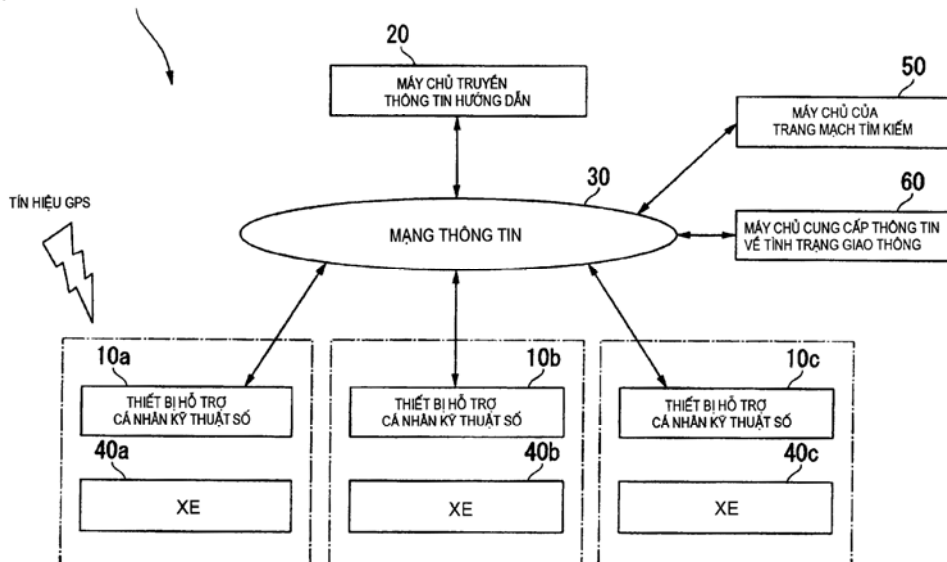 20
MÁY CHỦ TRUYỀN
THÔNG TIN HƯỚNG DẪN
50
MÁY CHỦ CỦA
TRANG MẠCH TÌM KIẾM
30
60
TÍN HIỆU GPS
MẠNG THÔNG TIN
MÁY CHỦ CUNG CẤP THÔNG TIN
VỀ TÌNH TRẠNG GIAO THÔNG
10a
10b
10c
THIẾT BỊ HỖ TRỢ
CÁ NHÂN KỸ THUẬT SỐ
THIẾT BỊ HỖ TRỢ
CÁ NHÂN KỸ THUẬT SỐ
THIẾT BỊ HỖ TRỢ
CÁ NHÂN KỸ THUẬT SỐ
40a
40b
40c
XE
XE
XE